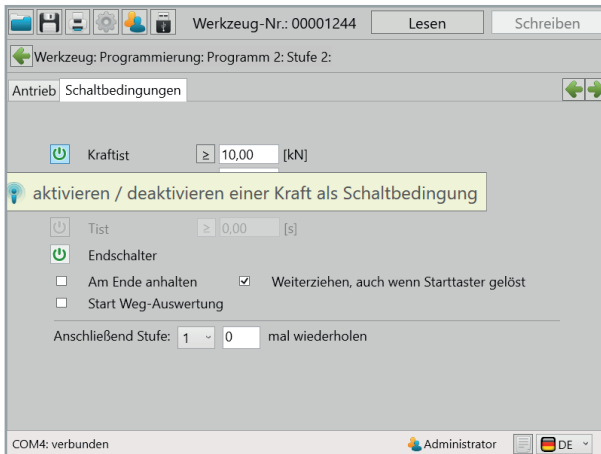 Werkzeug-Nr.: 00001244 Lesen Schreiben
Werkzeug: Programmierung: Programm 2: Stufe 2:
Antrieb Schaltbedingungen
Kraftist ≥ 10,00 [kN]
aktivieren / deaktivieren einer Kraft als Schaltbedingung
Tist ≥ 0,00 [s]
Endschalter
Am Ende anhalten Weiterziehen, auch wenn Starttaster gelöst
Start Weg-Auswertung
Anschließend Stufe: 1 0 mal wiederholen
COM4: verbunden Administrator DE